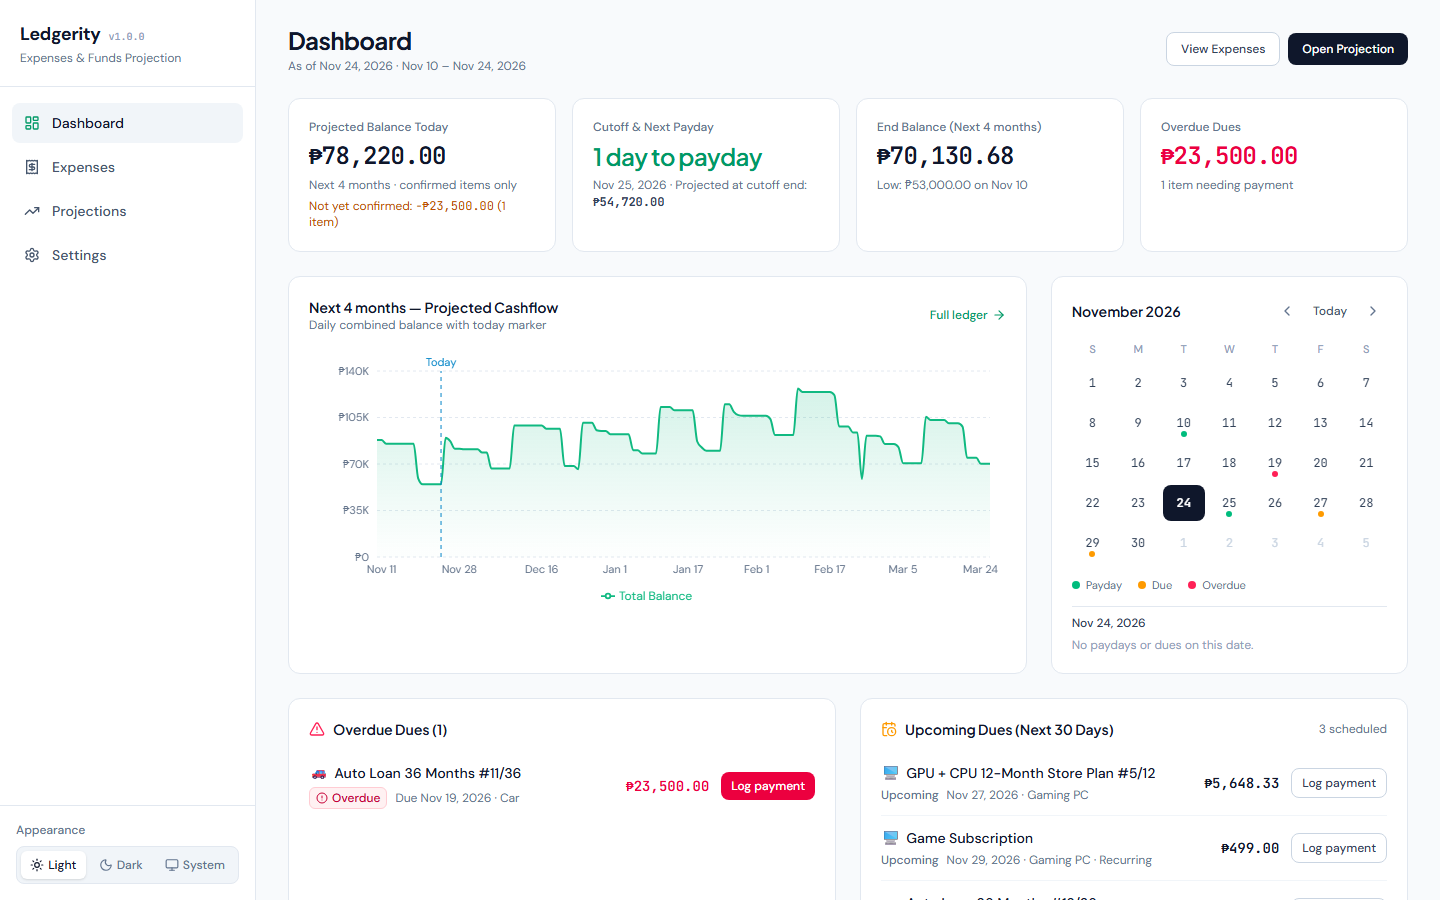 Ledgerity v1.0.0
Expenses & Funds Projection
Dashboard
Expenses
Projections
Settings
Appearance
Light
Dark
System
Dashboard
As of Nov 24, 2026 · Nov 10 – Nov 24, 2026
View Expenses
Open Projection
Projected Balance Today
₱78,220.00
Next 4 months · confirmed items only
Not yet confirmed: -₱23,500.00 (1
item)
Cutoff & Next Payday
1 day to payday
Nov 25, 2026 · Projected at cutoff end:
₱54,720.00
End Balance (Next 4 months)
₱70,130.68
Low: ₱53,000.00 on Nov 10
Overdue Dues
₱23,500.00
1 item needing payment
Next 4 months — Projected Cashflow
Daily combined balance with today marker
Full ledger →
Today
₱140K
₱105K
₱70K
₱35K
₱0
Nov 11 Nov 28 Dec 16 Jan 1 Jan 17 Feb 1 Feb 17 Mar 5 Mar 24
Total Balance
November 2026
Today
S M T W T F S
1 2 3 4 5 6 7
8 9 10 11 12 13 14
15 16 17 18 19 20 21
22 23 24 25 26 27 28
29 30 1 2 3 4 5
Payday Due Overdue
Nov 24, 2026
No paydays or dues on this date.
Overdue Dues (1)
Auto Loan 36 Months #11/36
Overdue Due Nov 19, 2026 · Car
₱23,500.00
Log payment
Upcoming Dues (Next 30 Days)
3 scheduled
GPU + CPU 12-Month Store Plan #5/12
Upcoming Nov 27, 2026 · Gaming PC
₱5,648.33
Log payment
Game Subscription
Upcoming Nov 29, 2026 · Gaming PC · Recurring
₱499.00
Log payment